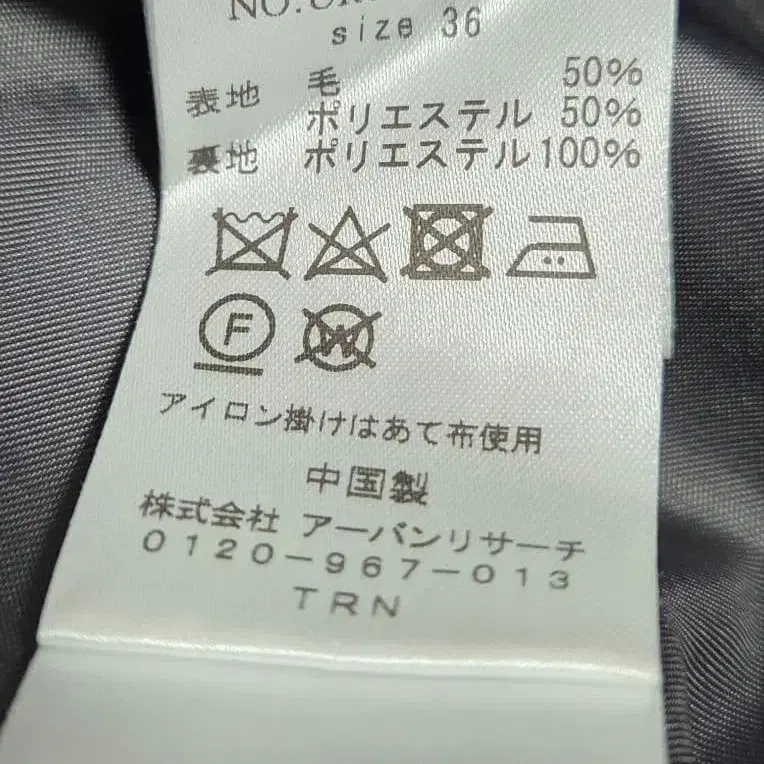 size 36
表地 毛 50%
ポリエステル 50%
裏地 ポリエステル100%
F
W
アイロン掛けはあて布使用
中国製
株式会社 アーバンリサーチ
0120-967-013
TRN